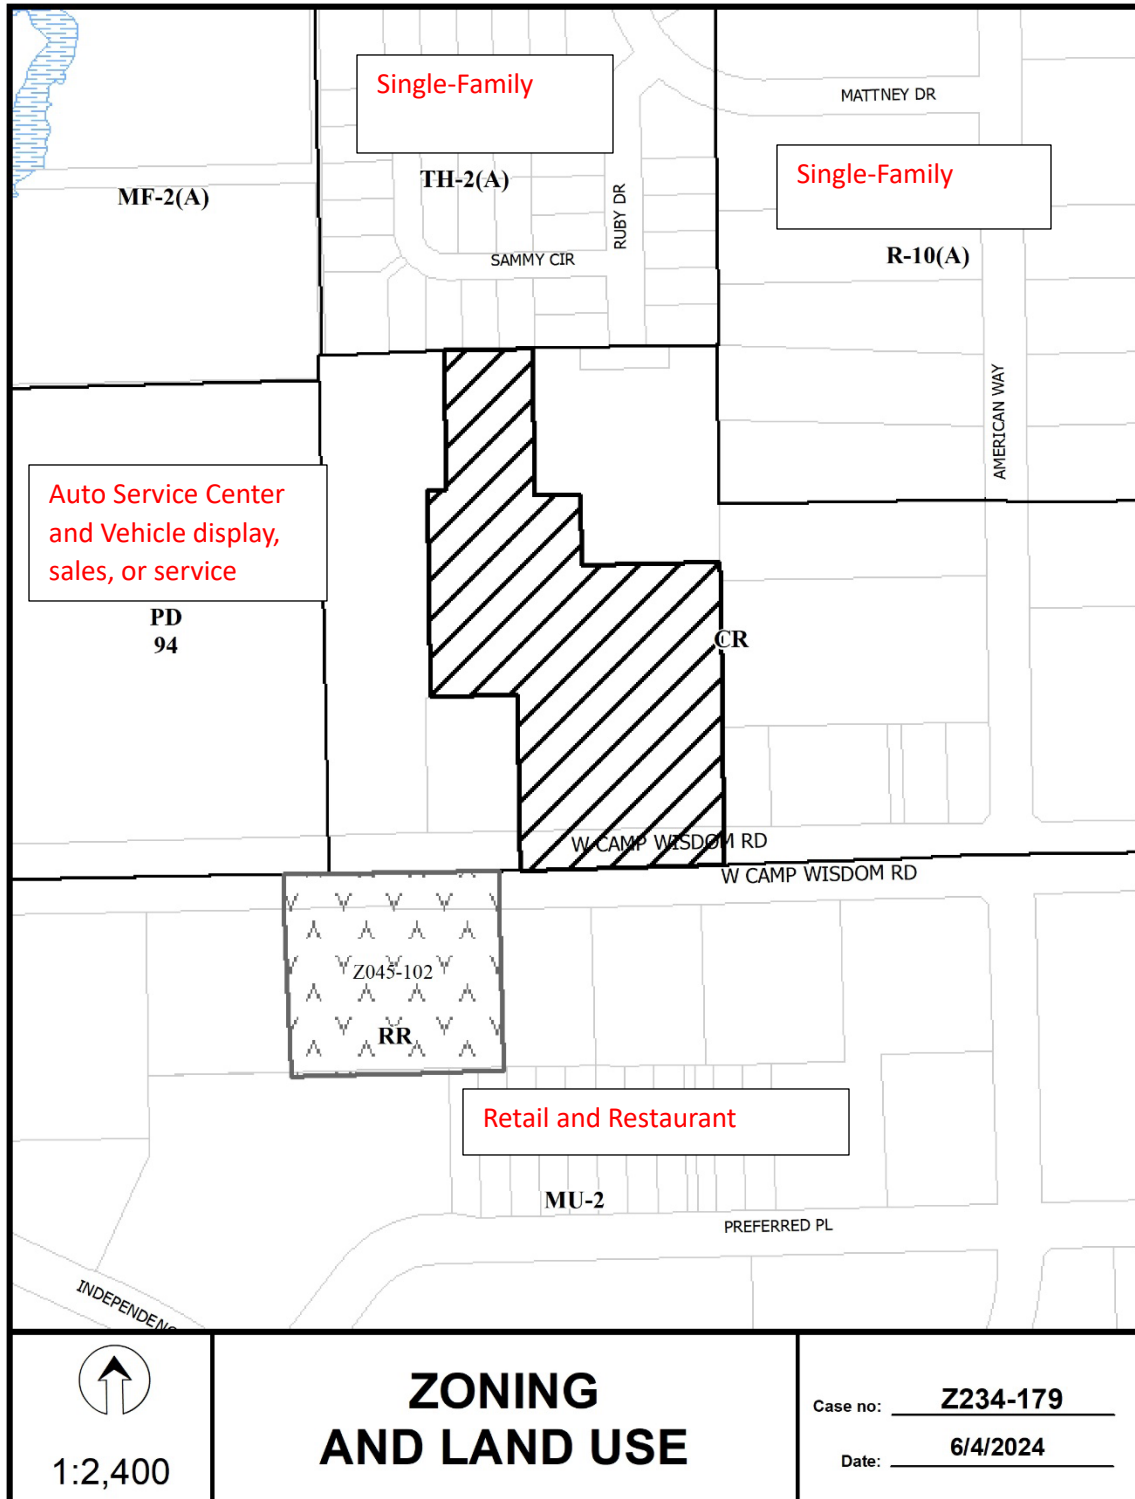 Single-Family
MATTNEY DR
Single-Family
TH-2(A)
MF-2(A)
RUBY DR
SAMMY CIR
R-10(A)
AMERICAN WAY
Auto Service Center
and Vehicle display,
sales, or service
PD
94
CR
W CAMP WISDOM RD
W CAMP WISDOM RD
Z045-102
RR
Retail and Restaurant
MU-2
PREFERRED PL
INDEPENDENC
ZONING
AND LAND USE
1:2,400
Case no: Z234-179
Date: 6/4/2024